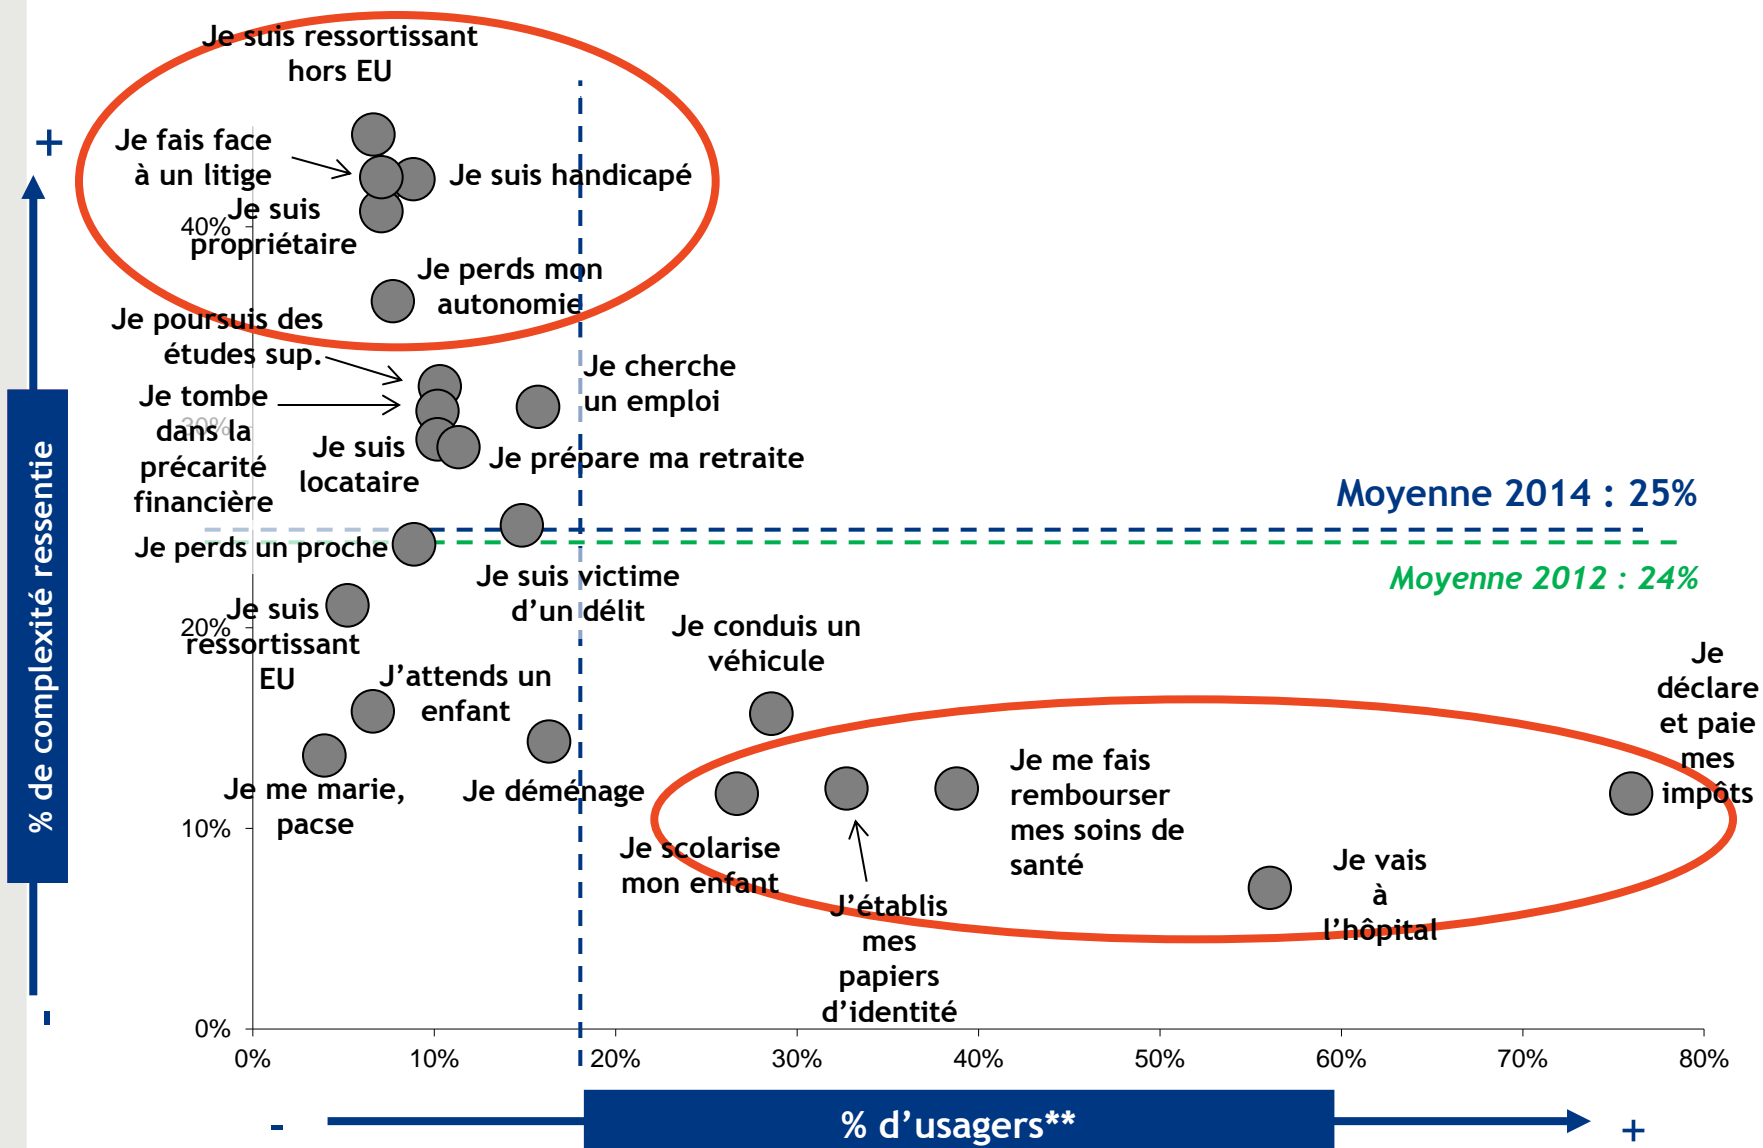 Je suis ressortissant
hors EU
+
Je fais face
à un litige
Je suis handicapé
Je suis
propriétaire
40%
Je perds mon
autonomie
Je poursuis des
études sup.
Je cherche
un emploi
Je tombe
dans la
précarité
financière
30%
Je suis
locataire
Je prépare ma retraite
Moyenne 2014 : 25%
Je perds un proche
Moyenne 2012 : 24%
Je suis victime
d’un délit
Je suis
ressortissant
EU
20%
Je conduis un
véhicule
J’attends un
enfant
Je
déclare
et paie
mes
impôts
Je me marie,
pacse
Je déménage
Je me fais
rembourser
mes soins de
santé
10%
Je scolarise
mon enfant
J’établis
mes
papiers
d’identité
Je vais
à
l’hôpital
% de complexité ressentie
-
0%
0%
10%
20%
30%
40%
50%
60%
70%
80%
-
% d’usagers**
+